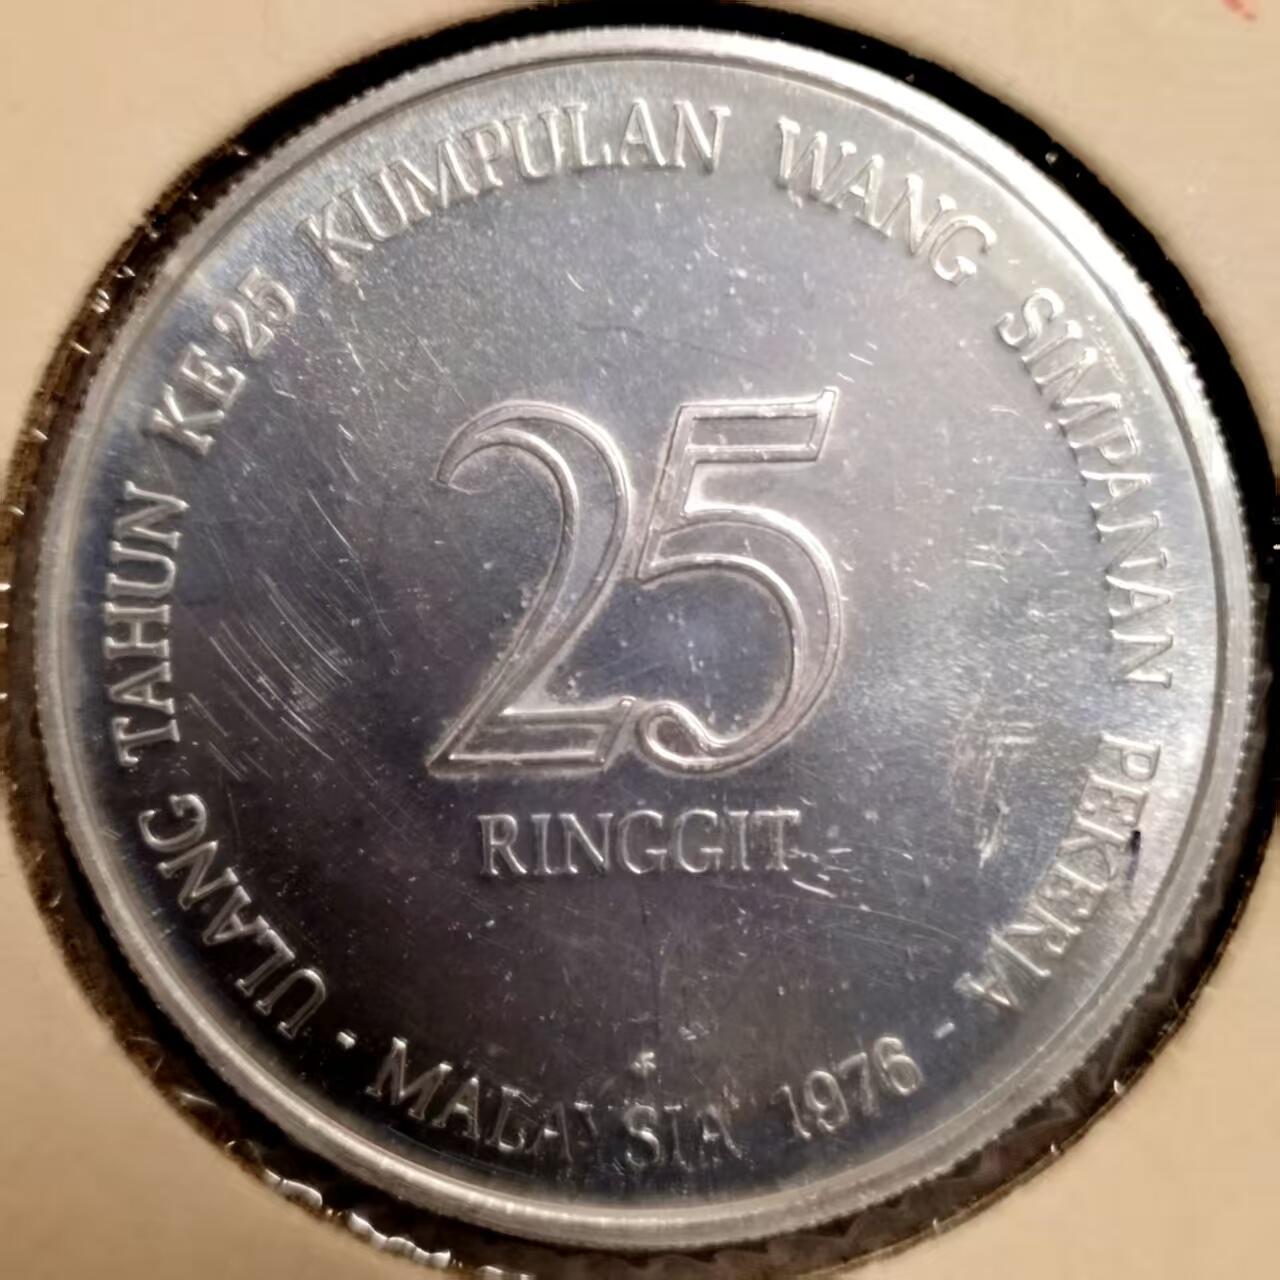 ULANG TAHUN KE 25 KUMPULAN WANG SIMPANAN PEKERJA
25
RINGGIT
- MALAYSIA 1976 -